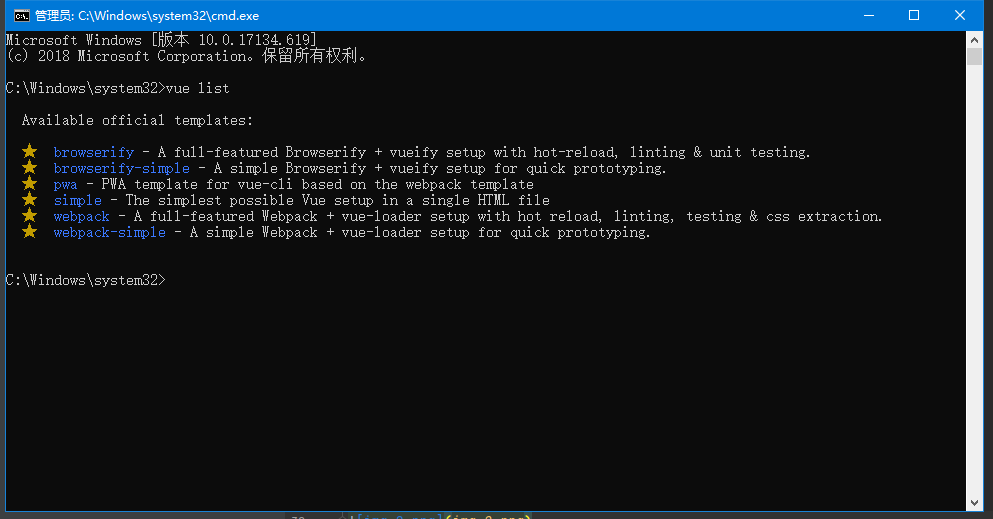 管理员: C:\Windows\system32\cmd.exe
Microsoft Windows [版本 10.0.17134.619]
(c) 2018 Microsoft Corporation。保留所有权利。
C:\Windows\system32>vue list
Available official templates:
★ browserify - A full-featured Browserify + vueify setup with hot-reload, linting & unit testing.
★ browserify-simple - A simple Browserify + vueify setup for quick prototyping.
★ pwa - PWA template for vue-cli based on the webpack template
★ simple - The simplest possible Vue setup in a single HTML file
★ webpack - A full-featured Webpack + vue-loader setup with hot reload, linting, testing & css extraction.
★ webpack-simple - A simple Webpack + vue-loader setup for quick prototyping.
C:\Windows\system32>